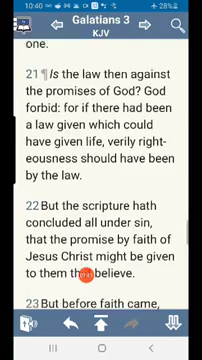 10:40
28%
Galatians 3
KJV
one.
21 ¶ Is the law then against
the promises of God? God
forbid: for if there had been
a law given which could
have given life, verily right-
eousness should have been
by the law.
22 But the scripture hath
concluded all under sin,
that the promise by faith of
Jesus Christ might be given
to them believe.
23 But before faith came,